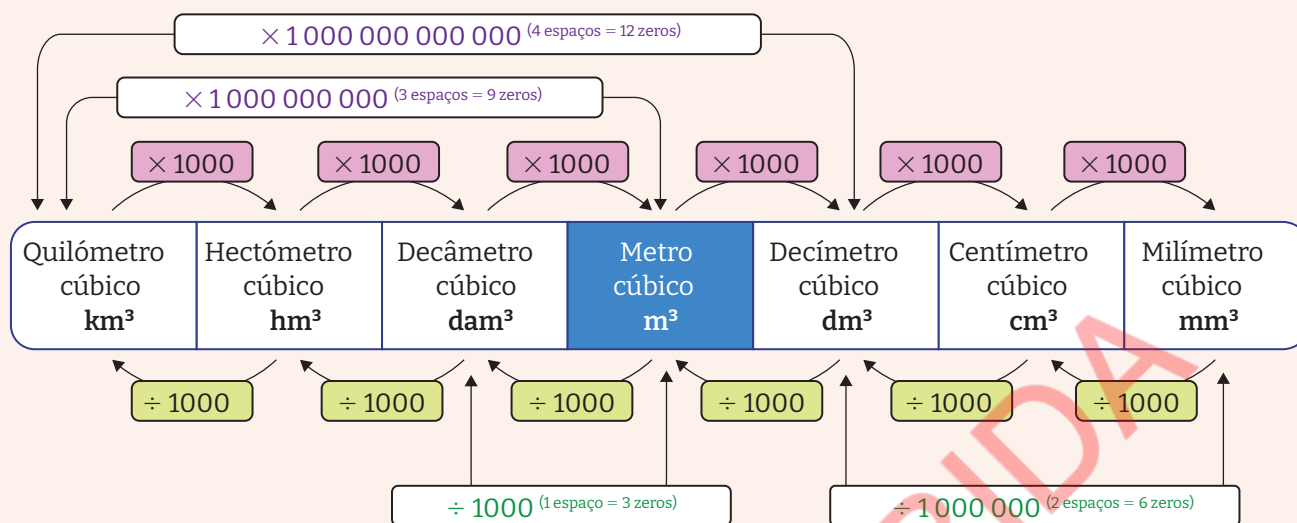 × 1 000 000 000 000 (4 espaços = 12 zeros)
× 1 000 000 000 (3 espaços = 9 zeros)
× 1000
× 1000
× 1000
× 1000
× 1000
× 1000
Quilómetro
cúbico
km³
Hectómetro
cúbico
hm³
Decâmetro
cúbico
dam³
Metro
cúbico
m³
Decímetro
cúbico
dm³
Centímetro
cúbico
cm³
Milímetro
cúbico
mm³
÷ 1000
÷ 1000
÷ 1000
÷ 1000
÷ 1000
÷ 1000
÷ 1000 (1 espaço = 3 zeros)
÷ 1 000 000 (2 espaços = 6 zeros)